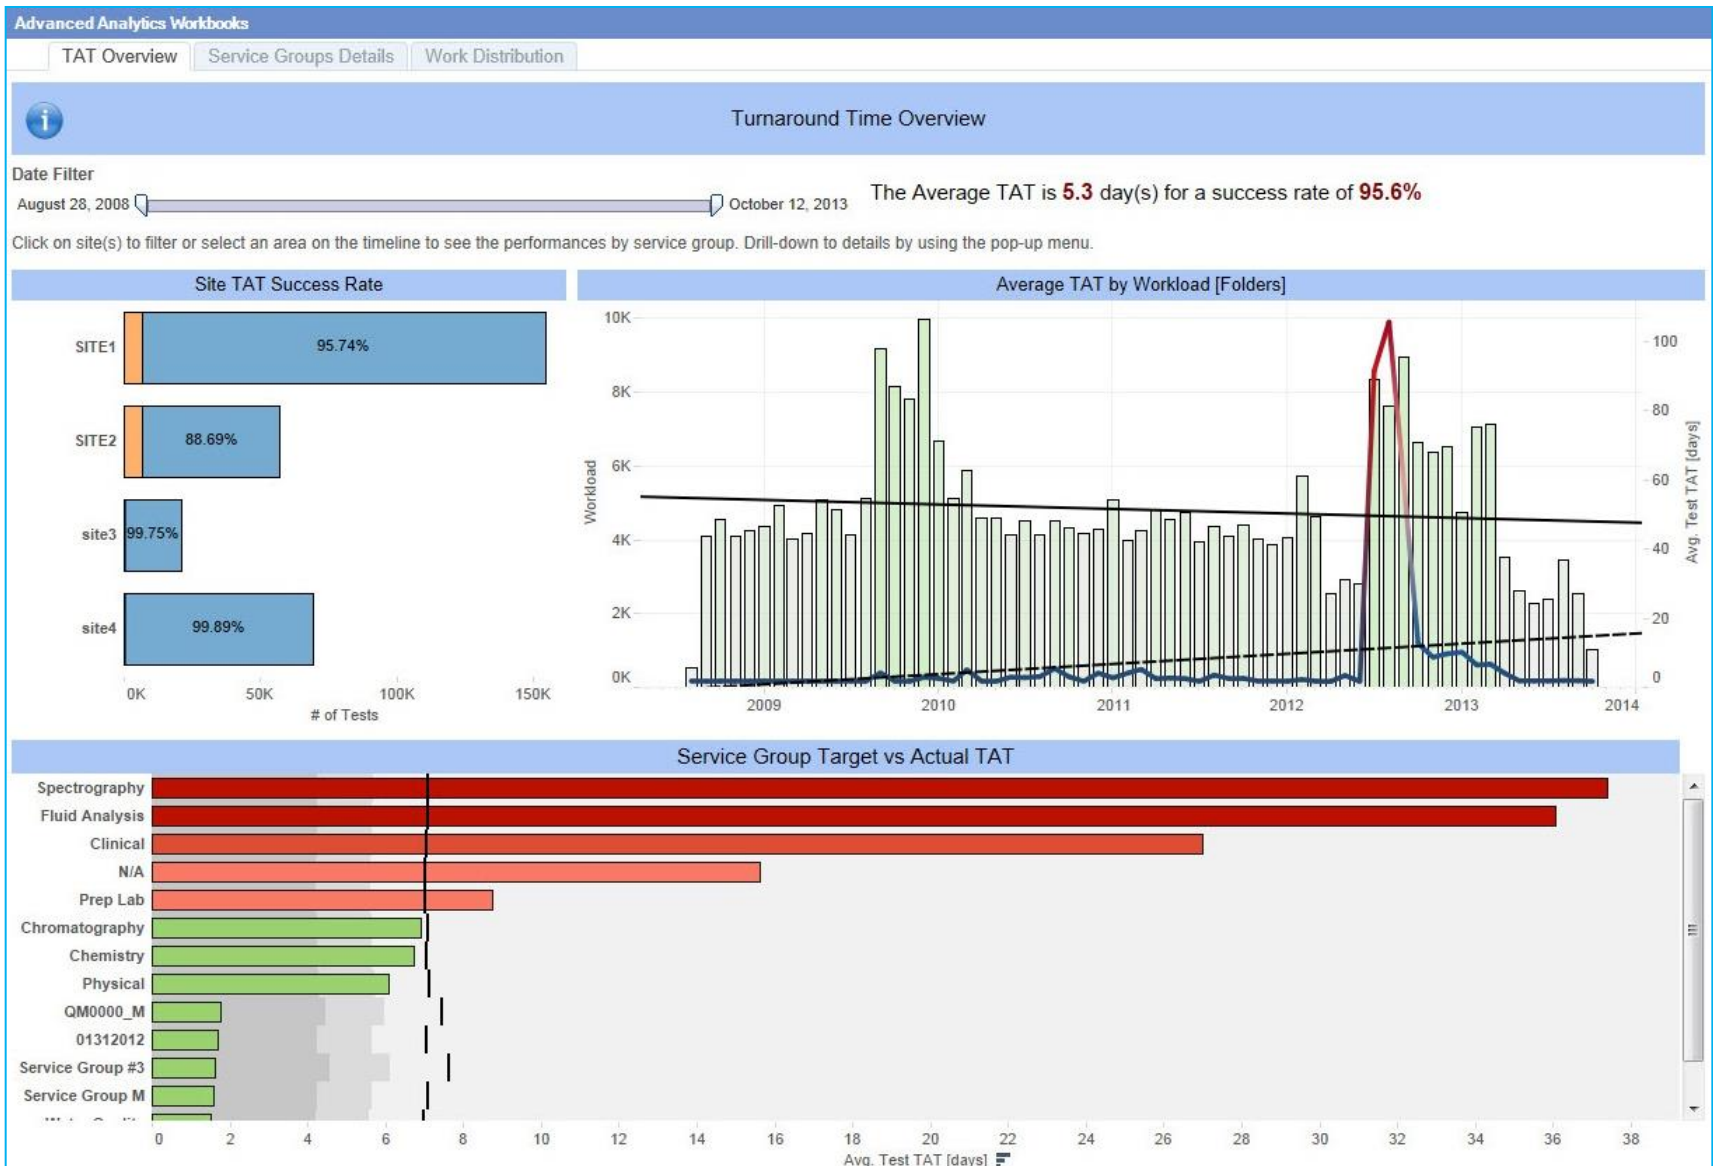 Advanced Analytics Workbooks
TAT Overview
Service Groups Details
Work Distribution
Turnaround Time Overview
Date Filter
August 28, 2008
October 12, 2013
The Average TAT is 5.3 day(s) for a success rate of 95.6%
Click on site(s) to filter or select an area on the timeline to see the performances by service group. Drill-down to details by using the pop-up menu.
Site TAT Success Rate
SITE1
95.74%
SITE2
88.69%
site3
99.75%
site4
99.89%
0K
50K
100K
150K
# of Tests
Average TAT by Workload [Folders]
10K
8K
6K
4K
2K
0K
Workload
100
80
60
40
20
0
Avg. Test TAT [days]
2009
2010
2011
2012
2013
2014
Service Group Target vs Actual TAT
Spectrography
Fluid Analysis
Clinical
N/A
Prep Lab
Chromatography
Chemistry
Physical
QM0000_M
01312012
Service Group #3
Service Group M
0
2
4
6
8
10
12
14
16
18
20
22
24
26
28
30
32
34
36
38
Avg. Test TAT [days]